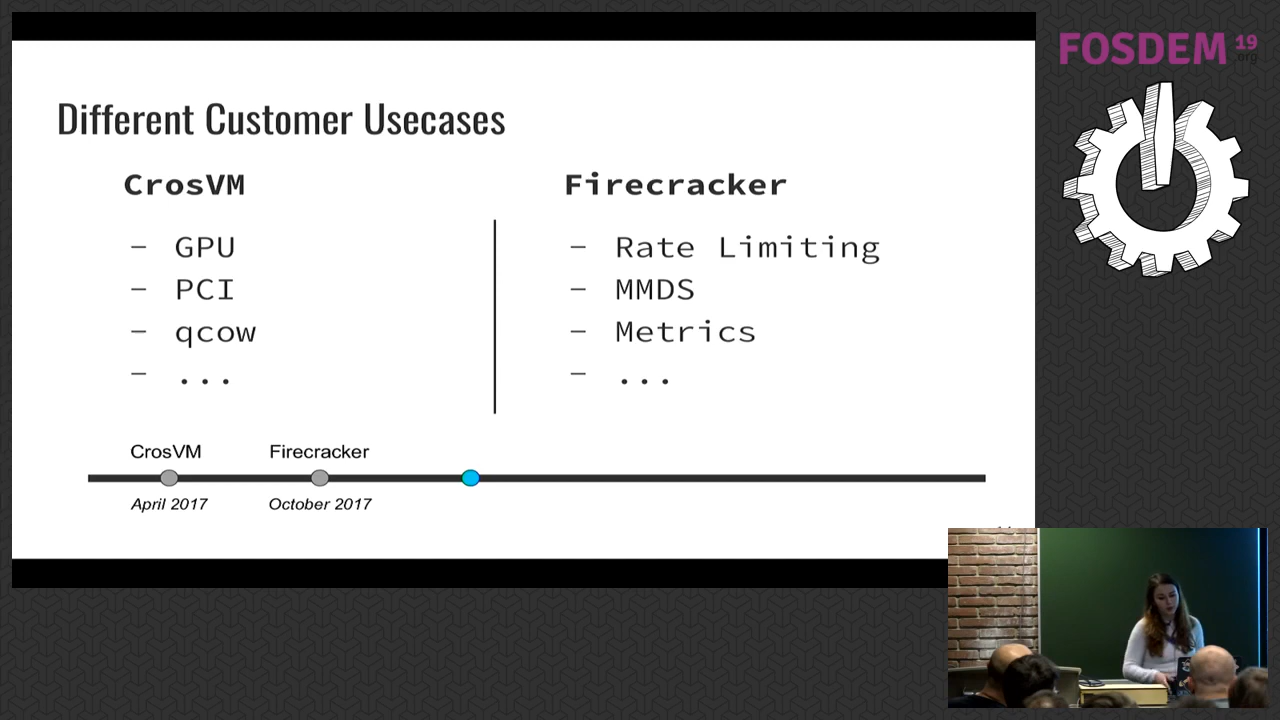 FOSDEM 19
.org
Different Customer Usecases
CrosVM
– GPU
– PCI
– qcow
– ...
Firecracker
– Rate Limiting
– MMDS
– Metrics
– ...
CrosVM
Firecracker
April 2017
October 2017